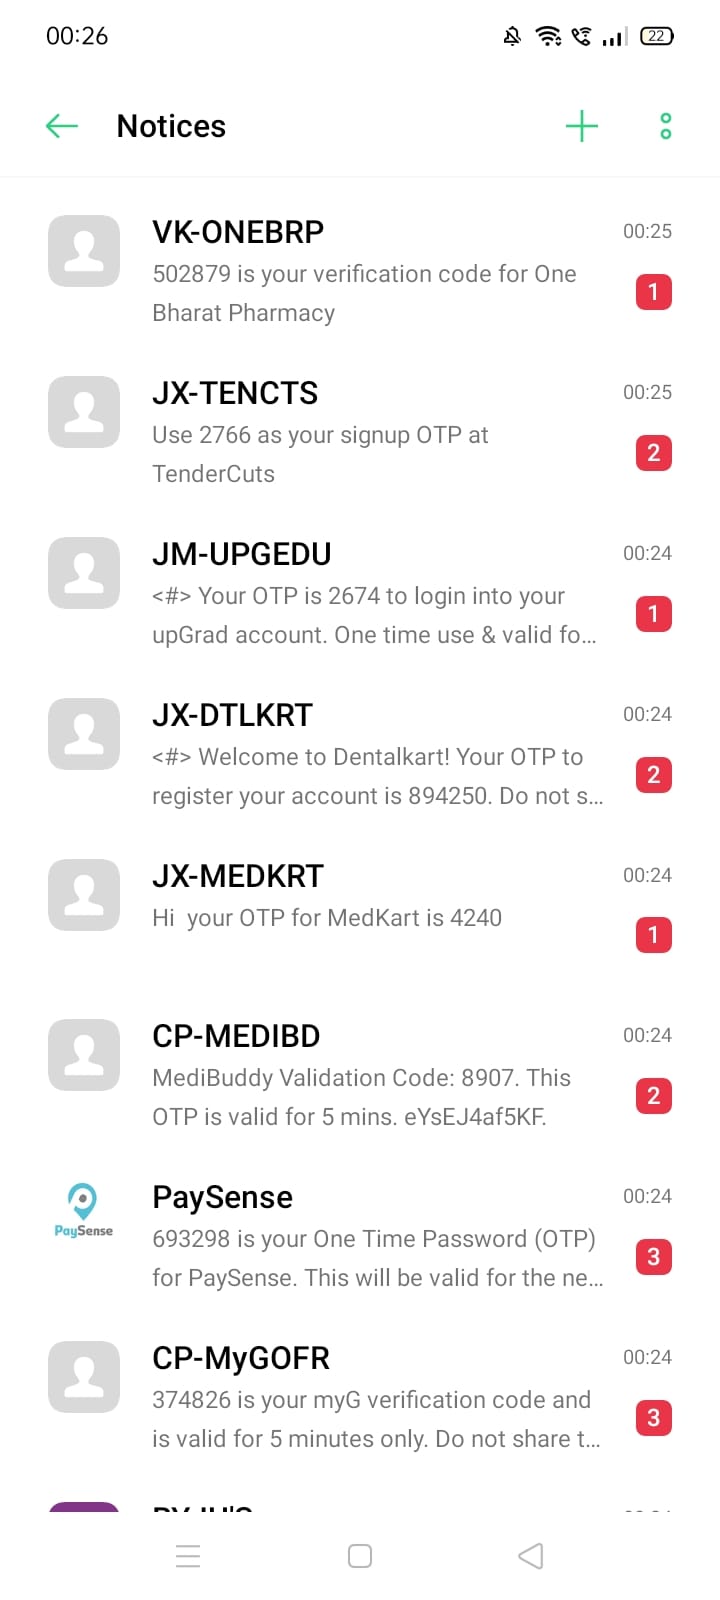 00:26
22
Notices
VK-ONEBRP
00:25
502879 is your verification code for One
Bharat Pharmacy
1
JX-TENCTS
00:25
Use 2766 as your signup OTP at
TenderCuts
2
JM-UPGEDU
00:24
<#> Your OTP is 2674 to login into your
upGrad account. One time use & valid fo...
1
JX-DTLKRT
00:24
<#> Welcome to Dentalkart! Your OTP to
register your account is 894250. Do not s...
2
JX-MEDKRT
00:24
Hi  your OTP for MedKart is 4240
1
CP-MEDIBD
00:24
MediBuddy Validation Code: 8907. This
OTP is valid for 5 mins. eYsEJ4af5KF.
2
PaySense
PaySense
00:24
693298 is your One Time Password (OTP)
for PaySense. This will be valid for the ne...
3
CP-MyGOFR
00:24
374826 is your myG verification code and
is valid for 5 minutes only. Do not share t...
3